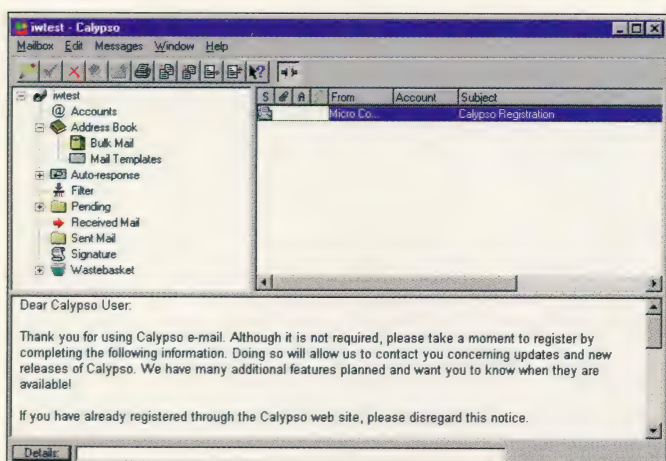 iwtest - Calypso
Mailbox Edit Messages Window Help
iwtest
Accounts
Address Book
Bulk Mail
Mail Templates
Auto-response
Filter
Pending
Received Mail
Sent Mail
Signature
Wastebasket
S A From Account Subject
Micro Co... Calypso Registration
Dear Calypso User:
Thank you for using Calypso e-mail. Although it is not required, please take a moment to register by
completing the following information. Doing so will allow us to contact you concerning updates and new
releases of Calypso. We have many additional features planned and want you to know when they are
available!
If you have already registered through the Calypso web site, please disregard this notice.
Details: